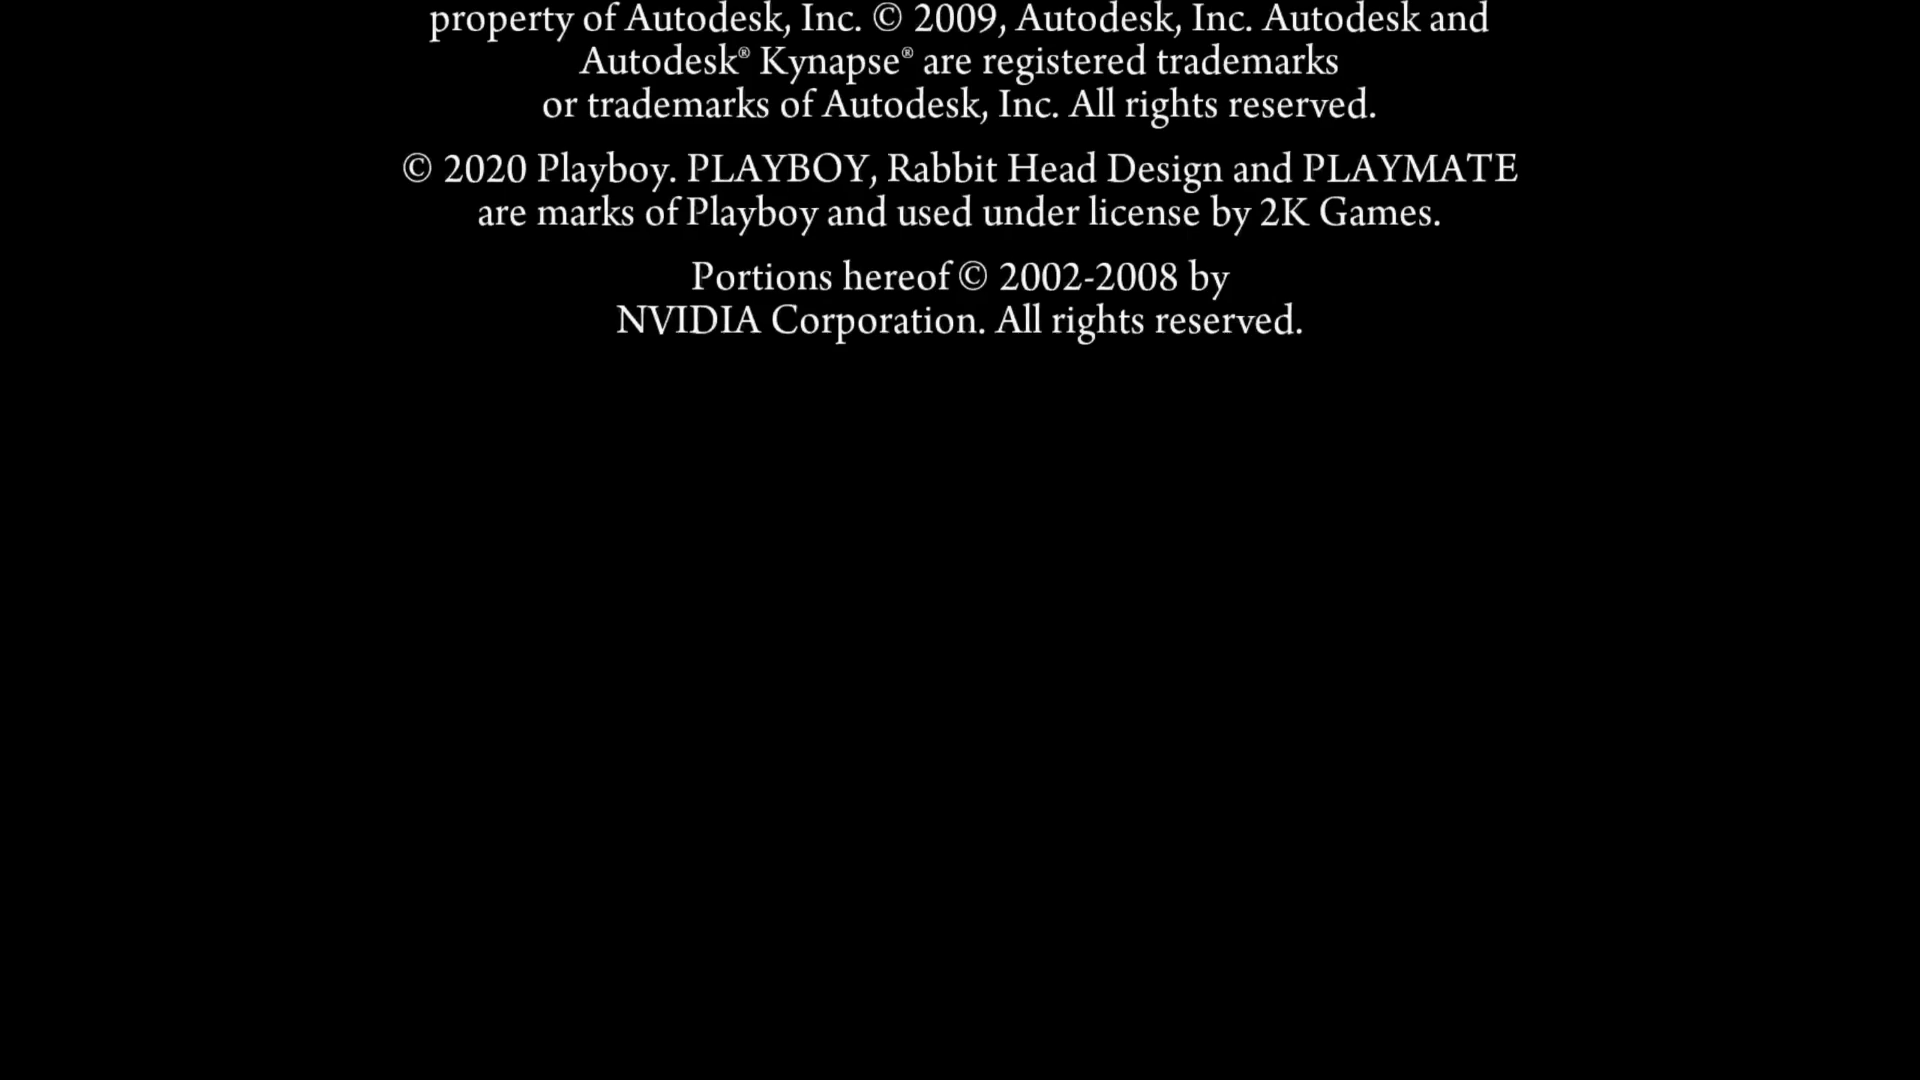 property of Autodesk, Inc. © 2009, Autodesk, Inc. Autodesk and
Autodesk® Kynapse® are registered trademarks
or trademarks of Autodesk, Inc. All rights reserved.
© 2020 Playboy. PLAYBOY, Rabbit Head Design and PLAYMATE
are marks of Playboy and used under license by 2K Games.
Portions hereof © 2002-2008 by
NVIDIA Corporation. All rights reserved.